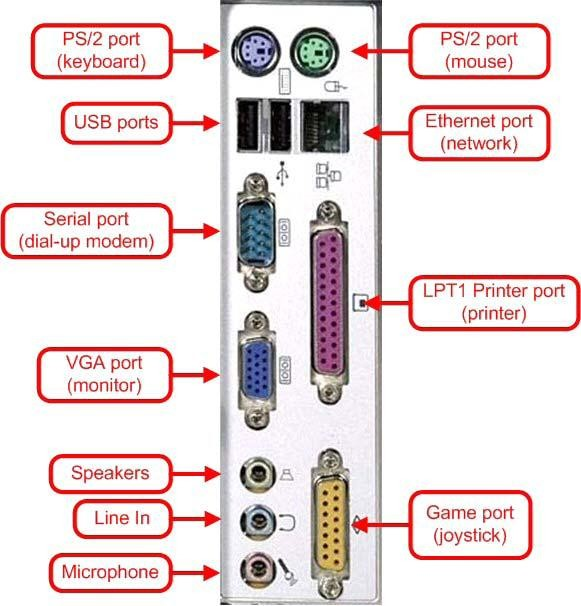 PS/2 port
(keyboard)
PS/2 port
(mouse)
USB ports
Ethernet port
(network)
Serial port
(dial-up modem)
LPT1 Printer port
(printer)
VGA port
(monitor)
Speakers
Line In
Game port
(joystick)
Microphone